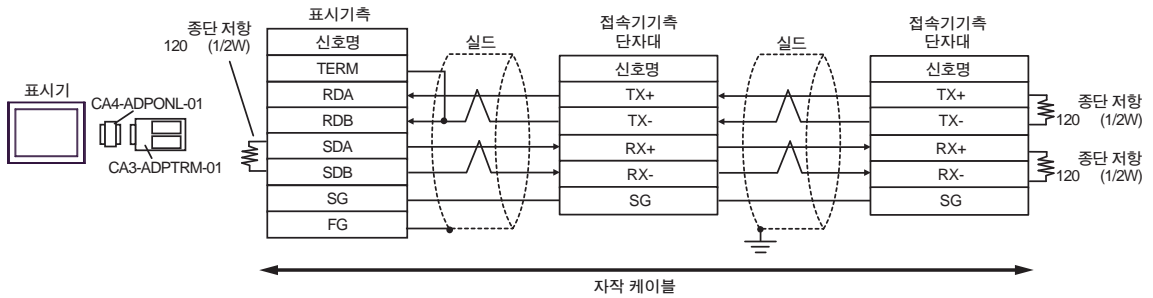 표시기
CA4-ADPONL-01
CA3-ADPTRM-01
종단 저항
120 (1/2W)
표시기측
신호명
TERM
RDA
RDB
SDA
SDB
SG
FG
실드
접속기기측
단자대
신호명
TX+
TX-
RX+
RX-
SG
실드
접속기기측
단자대
신호명
TX+
TX-
RX+
RX-
SG
종단 저항
120 (1/2W)
종단 저항
120 (1/2W)
자작 케이블